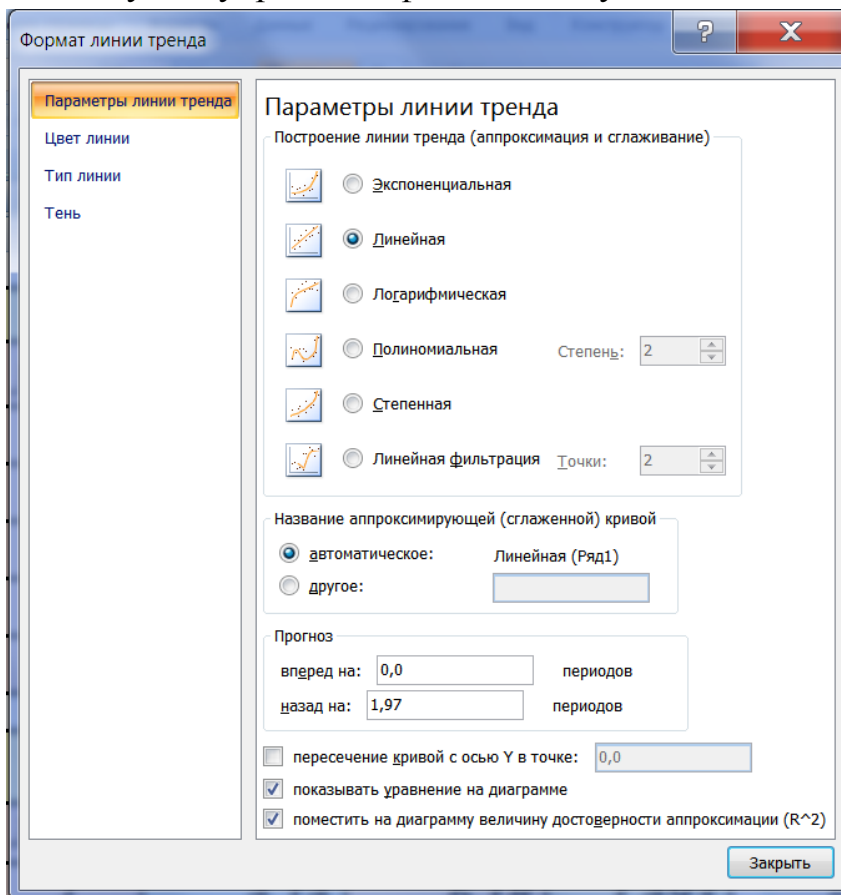 Формат линии тренда
?
X
Параметры линии тренда
Цвет линии
Тип линии
Тень
Параметры линии тренда
Построение линии тренда (аппроксимация и сглаживание)
Экспоненциальная
Линейная
Логарифмическая
Полиномиальная Степень: 2
Степенная
Линейная фильтрация Точки: 2
Название аппроксимирующей (сглаженной) кривой
автоматическое: Линейная (Ряд1)
другое:
Прогноз
вперед на: 0,0 периодов
назад на: 1,97 периодов
пересечение кривой с осью Y в точке: 0,0
показывать уравнение на диаграмме
поместить на диаграмму величину достоверности аппроксимации (R^2)
Закрыть